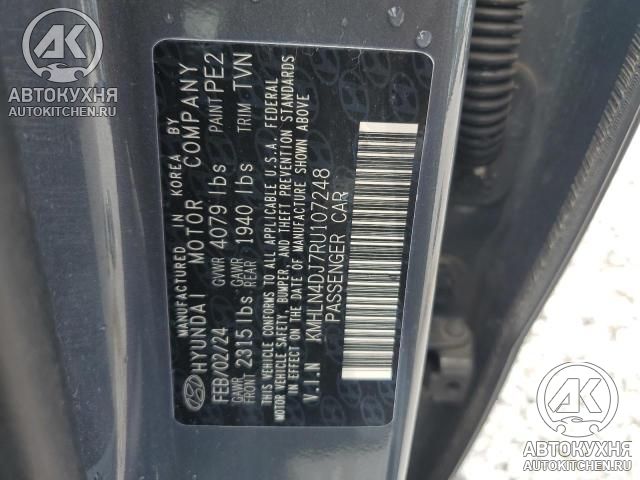 АВТОКУХНЯ
AUTOKITCHEN.RU
MANUFACTURED IN KOREA BY
HYUNDAI MOTOR COMPANY
FEB/02/24 GVWR 4079 lbs PAINT PE2
GAWR FRONT 2315 lbs GAWR REAR 1940 lbs TRIM TVN
THIS VEHICLE CONFORMS TO ALL APPLICABLE U.S.A. FEDERAL
MOTOR VEHICLE SAFETY, BUMPER, AND THEFT PREVENTION STANDARDS
IN EFFECT ON THE DATE OF MANUFACTURE SHOWN ABOVE
V.I.N KMHLN4DJ7RU107248
PASSENGER CAR
АВТОКУХНЯ
AUTOKITCHEN.RU